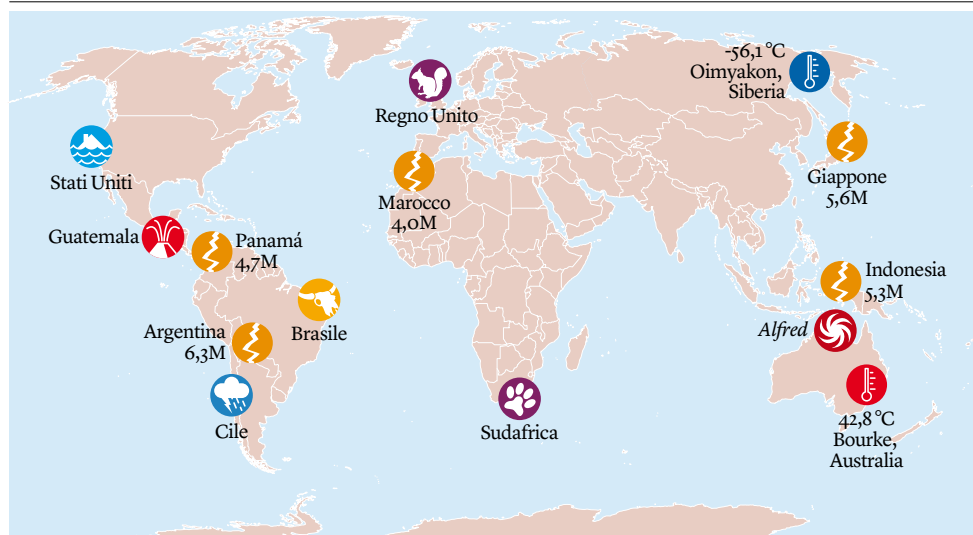 -56,1 °C
Oimyakon,
Siberia
Regno Unito
Stati Uniti
Giappone
5,6M
Marocco
4,0M
Guatemala
Panamá
4,7M
Indonesia
5,3M
Argentina
6,3M
Brasile
Alfred
Cile
Sudafrica
42,8 °C
Bourke,
Australia